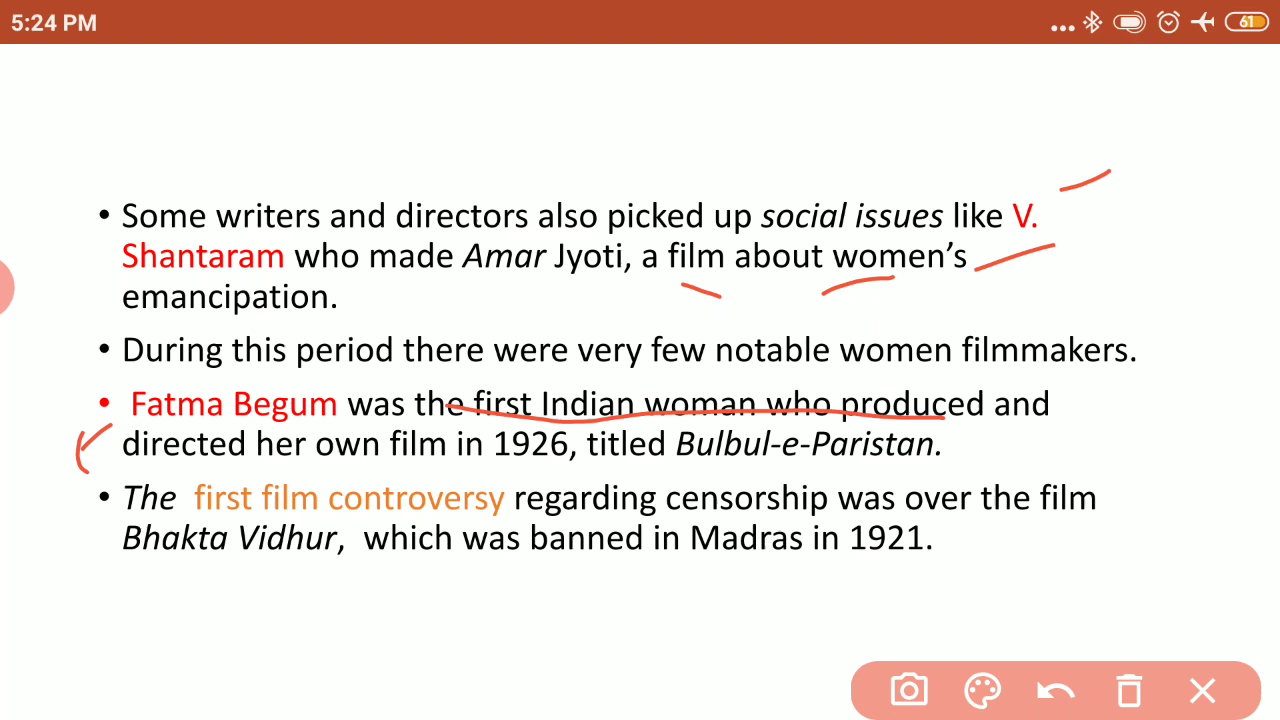 5:24 PM
61
• Some writers and directors also picked up social issues like V.
Shantaram who made Amar Jyoti, a film about women’s
emancipation.
• During this period there were very few notable women filmmakers.
• Fatma Begum was the first Indian woman who produced and
directed her own film in 1926, titled Bulbul-e-Paristan.
• The first film controversy regarding censorship was over the film
Bhakta Vidhur, which was banned in Madras in 1921.